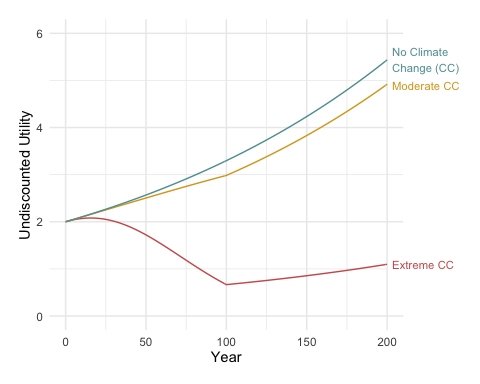 6
4
2
0
Undiscounted Utility
No Climate
Change (CC)
Moderate CC
Extreme CC
0 50 100 150 200
Year